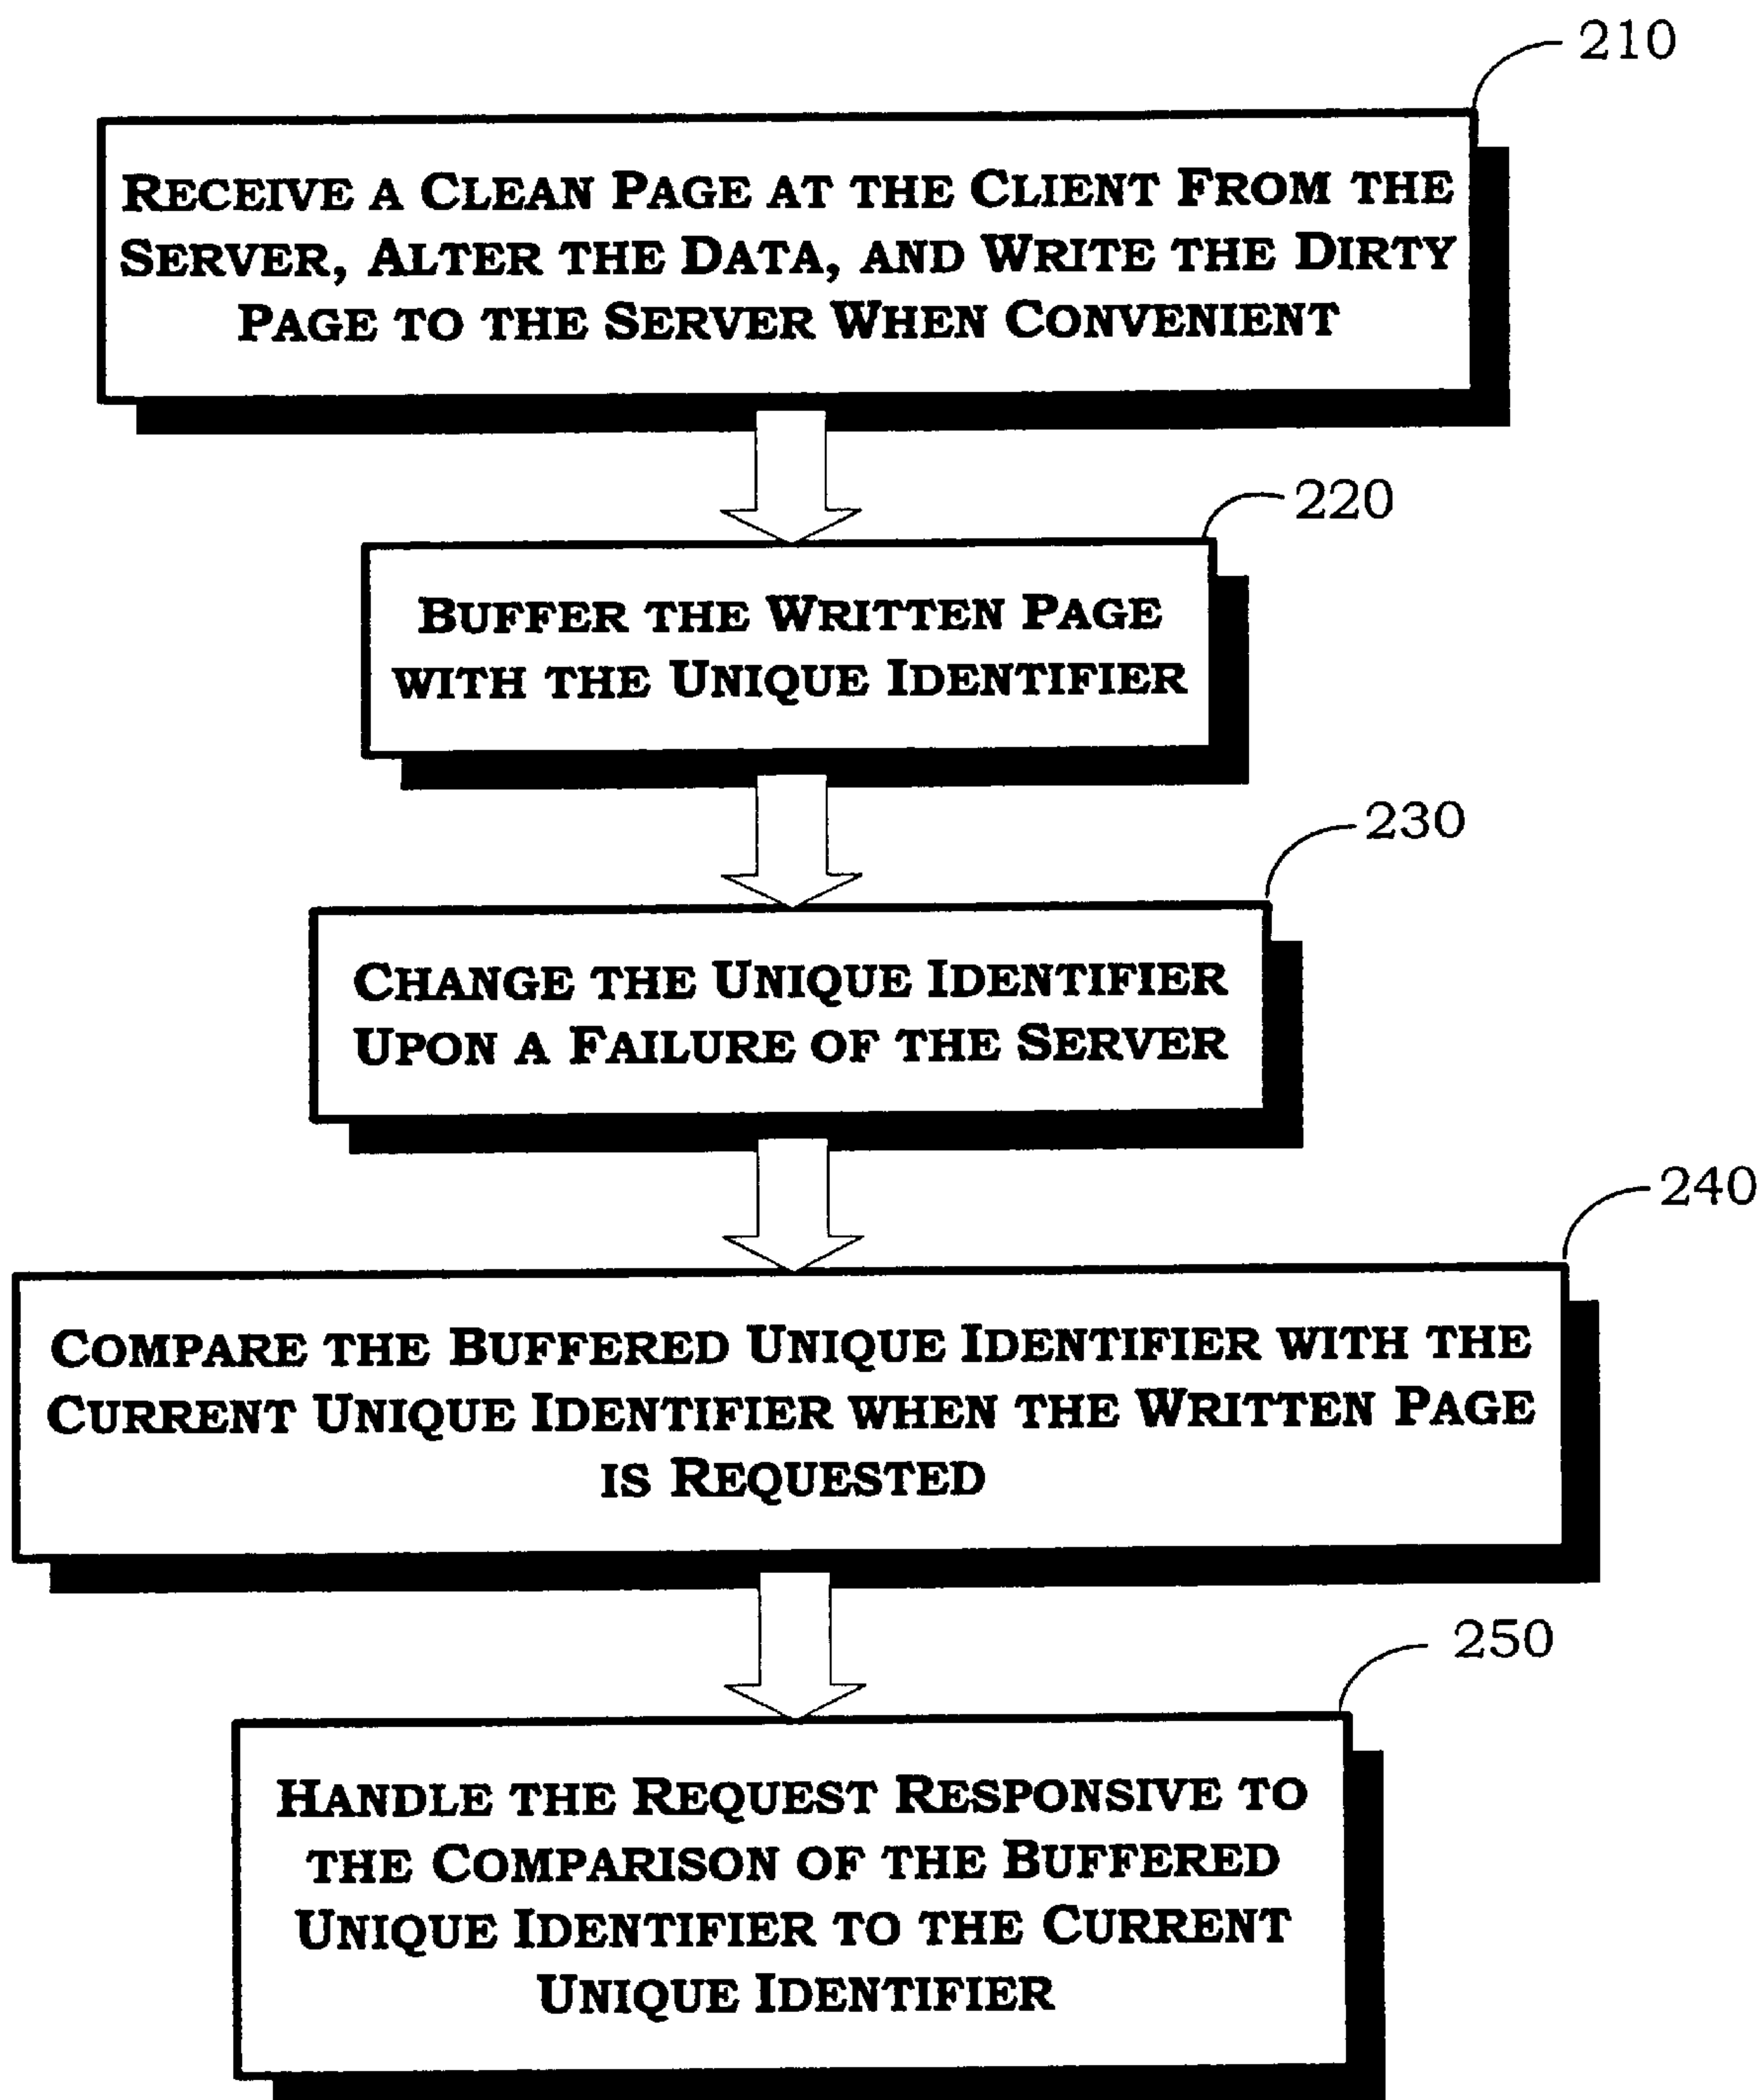 210
RECEIVE A CLEAN PAGE AT THE CLIENT FROM THE
SERVER, ALTER THE DATA, AND WRITE THE DIRTY
PAGE TO THE SERVER WHEN CONVENIENT
220
BUFFER THE WRITTEN PAGE
WITH THE UNIQUE IDENTIFIER
230
CHANGE THE UNIQUE IDENTIFIER
UPON A FAILURE OF THE SERVER
240
COMPARE THE BUFFERED UNIQUE IDENTIFIER WITH THE
CURRENT UNIQUE IDENTIFIER WHEN THE WRITTEN PAGE
IS REQUESTED
250
HANDLE THE REQUEST RESPONSIVE TO
THE COMPARISON OF THE BUFFERED
UNIQUE IDENTIFIER TO THE CURRENT
UNIQUE IDENTIFIER